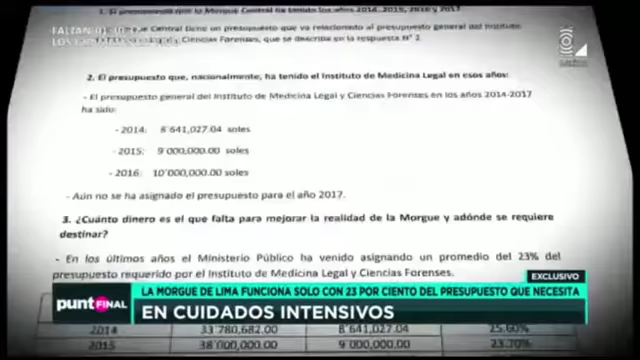 1. El presupuesto que la Morgue Central ha tenido los años 2014, 2015, 2016 y 2017
que Central tiene un presupuesto que va relacionado al presupuesto general del Instituto
y Ciencias Forenses, que se describe en la respuesta N° 2.
2. El presupuesto que, nacionalmente, ha tenido el Instituto de Medicina Legal en esos años:
- El presupuesto general del Instituto de Medicina Legal y Ciencias Forenses en los años 2014-2017
ha sido:
- 2014: 8'641,027.04 soles
- 2015: 9'000,000.00 soles
- 2016: 10'000,000.00 soles
- Aún no se ha asignado el presupuesto para el año 2017.
3. ¿Cuánto dinero es el que falta para mejorar la realidad de la Morgue y adónde se requiere
destinar?
- En los últimos años el Ministerio Público ha venido asignando un promedio del 23% del
presupuesto requerido por el Instituto de Medicina Legal y Ciencias Forenses.
EXCLUSIVO
LA MORGUE DE LIMA FUNCIONA SOLO CON 23 POR CIENTO DEL PRESUPUESTO QUE NECESITA
punto FINAL
EN CUIDADOS INTENSIVOS
2014 33'780,682.00 8'641,027.04 25.60%
2015 38'000,000.00 9'000,000.00 23.70%